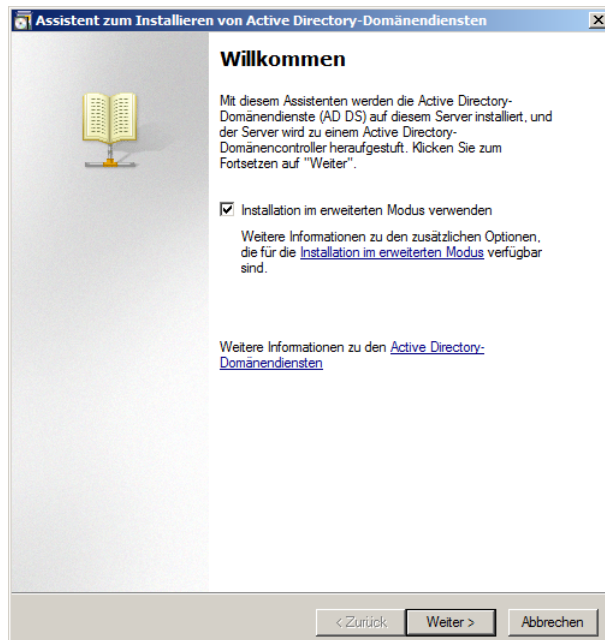 Assistent zum Installieren von Active Directory-Domänendiensten
Willkommen
Mit diesem Assistenten werden die Active Directory-
Domänendienste (AD DS) auf diesem Server installiert, und
der Server wird zu einem Active Directory-
Domänencontroller heraufgestuft. Klicken Sie zum
Fortsetzen auf "Weiter".
Installation im erweiterten Modus verwenden
Weitere Informationen zu den zusätzlichen Optionen,
die für die Installation im erweiterten Modus verfügbar
sind.
Weitere Informationen zu den Active Directory-
Domänendiensten
< Zurück Weiter > Abbrechen